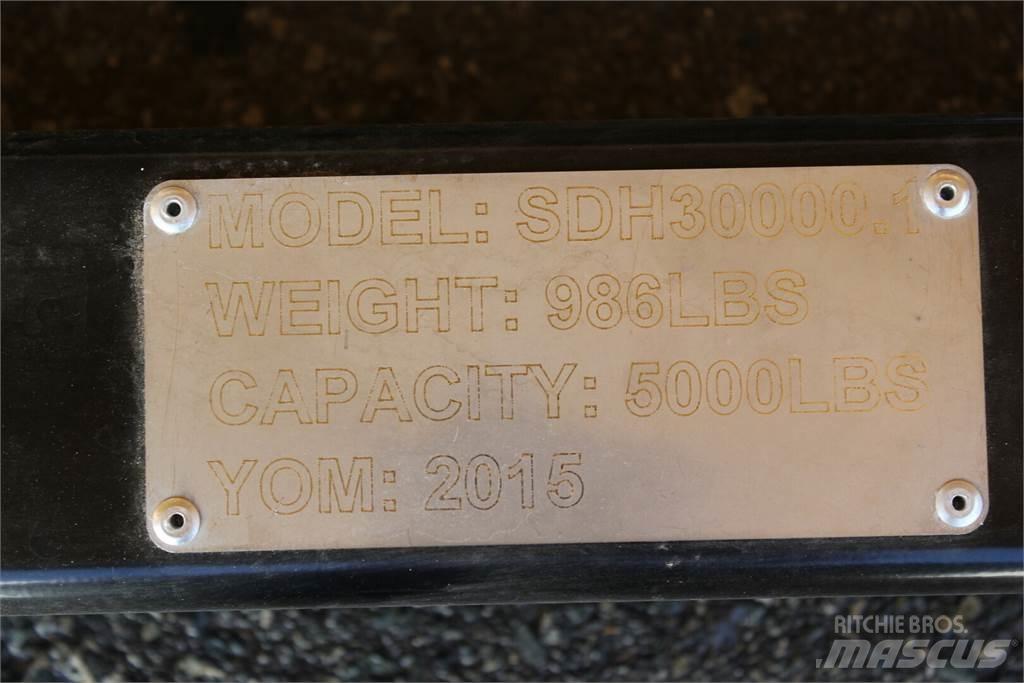 MODEL: SDH30000.1
WEIGHT: 986LBS
CAPACITY: 5000LBS
YOM: 2015
RITCHIE BROS.
MASCUS